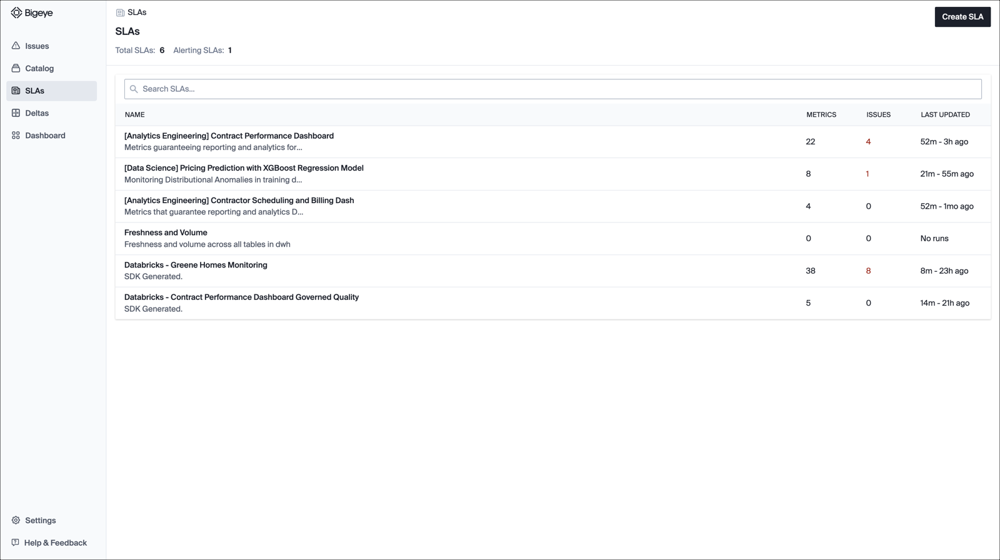 Bigeye
Issues
Catalog
SLAs
Deltas
Dashboard
Settings
Help & Feedback
SLAs
SLAs
Total SLAs: 6 Alerting SLAs: 1
Create SLA
Search SLAs...
NAME METRICS ISSUES LAST UPDATED
[Analytics Engineering] Contract Performance Dashboard
Metrics guaranteeing reporting and analytics for...
22 4 52m - 3h ago
[Data Science] Pricing Prediction with XGBoost Regression Model
Monitoring Distributional Anomalies in training d...
8 1 21m - 55m ago
[Analytics Engineering] Contractor Scheduling and Billing Dash
Metrics that guarantee reporting and analytics D...
4 0 52m - 1mo ago
Freshness and Volume
Freshness and volume across all tables in dwh
0 0 No runs
Databricks - Greene Homes Monitoring
SDK Generated.
38 8 8m - 23h ago
Databricks - Contract Performance Dashboard Governed Quality
SDK Generated.
5 0 14m - 21h ago